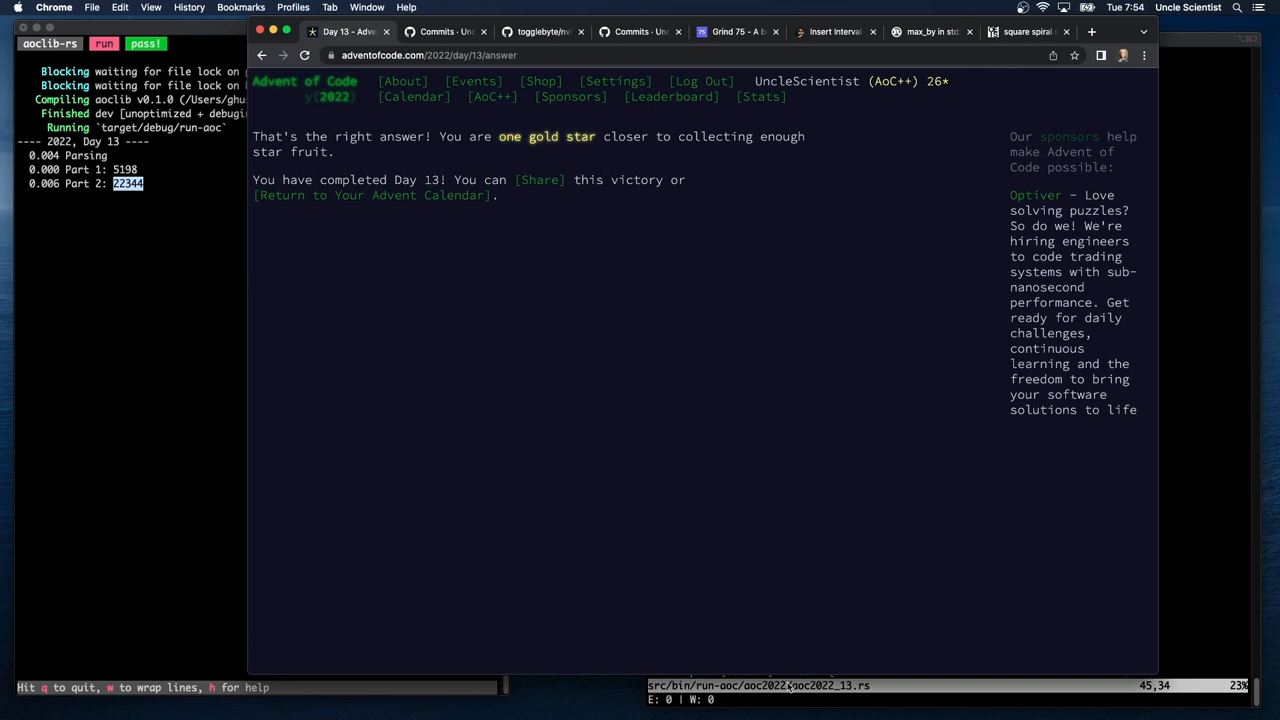 Chrome File Edit View History Bookmarks Profiles Tab Window Help Tue 7:54 Uncle Scientist
aoclib-rs run pass!
Blocking waiting for file lock on
Blocking waiting for file lock on
Compiling aoclib v0.1.0 (/Users/ghus
Finished dev [unoptimized + debugin
Running `target/debug/run-aoc`
---- 2022, Day 13 ----
0.004 Parsing
0.000 Part 1: 5198
0.006 Part 2: 22344
Hit q to quit, w to wrap lines, h for help
Day 13 - Adve Commits · Unc togglebyte/nvi Commits · Unc Grind 75 - A b Insert Interval max_by in std: square spiral s
adventofcode.com/2022/day/13/answer
Advent of Code [About] [Events] [Shop] [Settings] [Log Out] UncleScientist (AoC++) 26*
y(2022) [Calendar] [AoC++] [Sponsors] [Leaderboard] [Stats]
That's the right answer! You are one gold star closer to collecting enough
star fruit.
You have completed Day 13! You can [Share] this victory or
[Return to Your Advent Calendar].
Our sponsors help
make Advent of
Code possible:
Optiver - Love
solving puzzles?
So do we! We're
hiring engineers
to code trading
systems with sub-
nanosecond
performance. Get
ready for daily
challenges,
continuous
learning and the
freedom to bring
your software
solutions to life
⌥⌘2
src/bin/run-aoc/aoc2022/aoc2022_13.rs 45,34 23%
E: 0 | W: 0